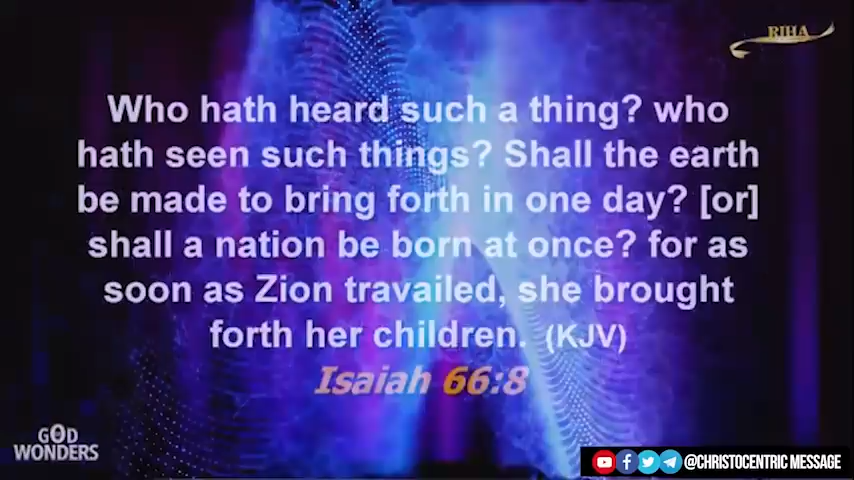 RIHA
Who hath heard such a thing? who
hath seen such things? Shall the earth
be made to bring forth in one day? [or]
shall a nation be born at once? for as
soon as Zion travailed, she brought
forth her children. (KJV)
Isaiah 66:8
GOD
WONDERS
@CHRISTOCENTRIC MESSAGE